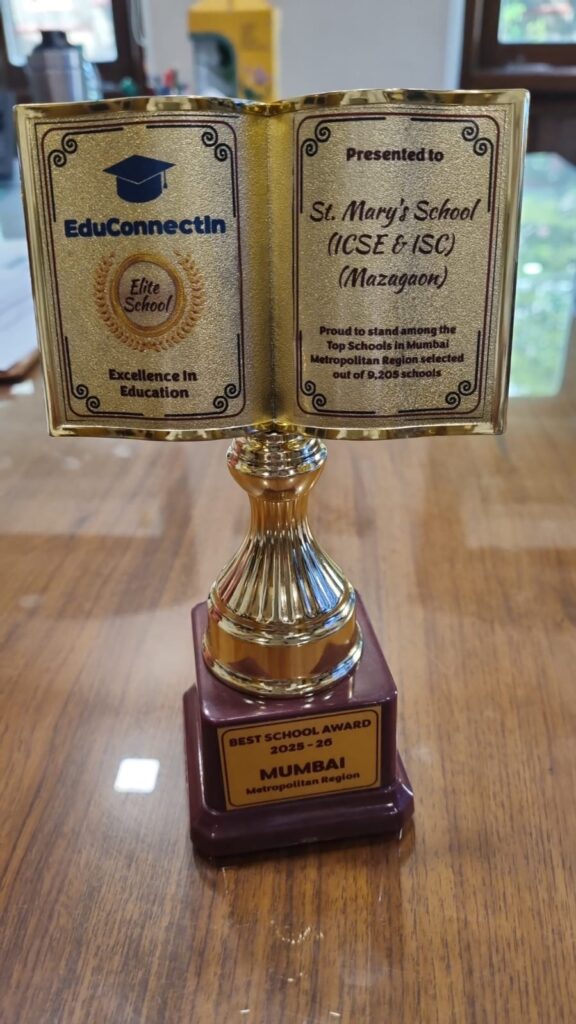 EduConnectIn
Elite
School
Excellence In
Education
Presented to
St. Mary's School
(ICSE & ISC)
(Mazagaon)
Proud to stand among the
Top Schools in Mumbai
Metropolitan Region selected
out of 9,205 schools
BEST SCHOOL AWARD
2025 - 26
MUMBAI
Metropolitan Region